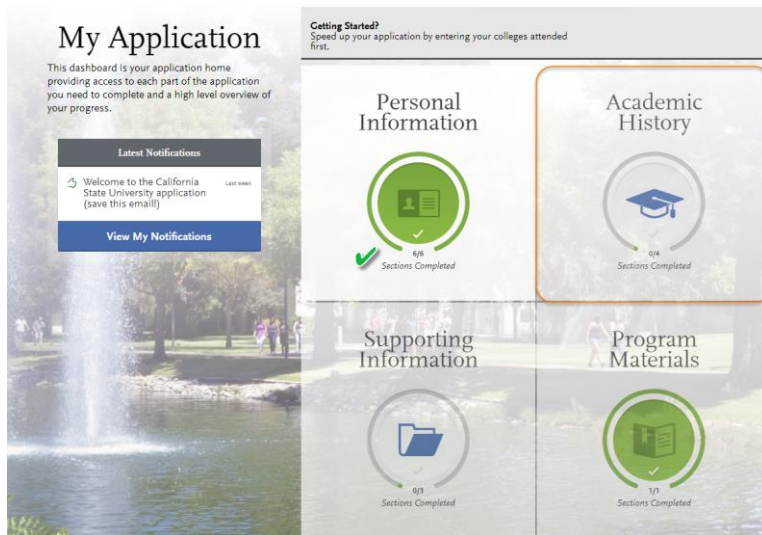 My Application
This dashboard is your application home
providing access to each part of the application
you need to complete and a high level overview of
your progress.
Latest Notifications
Welcome to the California
State University application
(save this email!)
Last week
View My Notifications
Getting Started?
Speed up your application by entering your colleges attended
first.
Personal
Information
6/6
Sections Completed
Academic
History
0/4
Sections Completed
Supporting
Information
0/3
Sections Completed
Program
Materials
1/1
Sections Completed